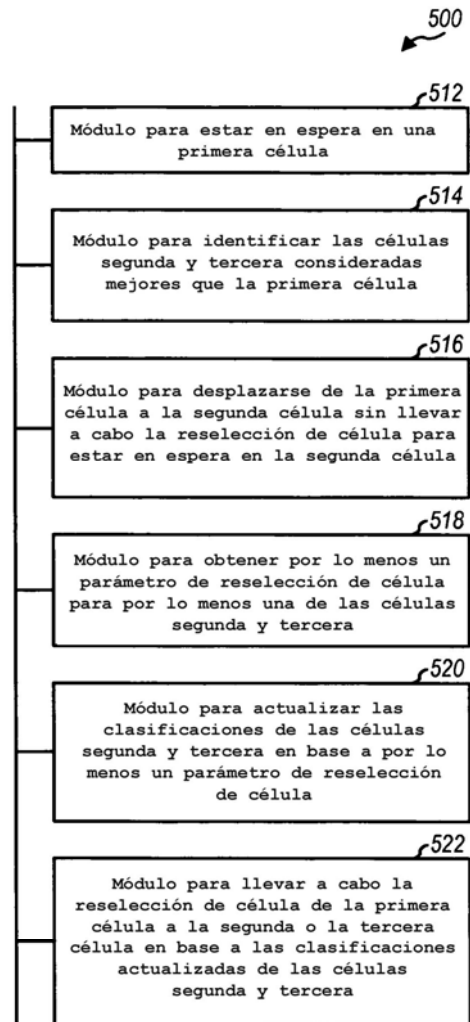 500
512
Módulo para estar en espera en una
primera célula
514
Módulo para identificar las células
segunda y tercera consideradas
mejores que la primera célula
516
Módulo para desplazarse de la primera
célula a la segunda célula sin llevar
a cabo la reselección de célula para
estar en espera en la segunda célula
518
Módulo para obtener por lo menos un
parámetro de reselección de célula
para por lo menos una de las células
segunda y tercera
520
Módulo para actualizar las
clasificaciones de las células
segunda y tercera en base a por lo
menos un parámetro de reselección
de célula
522
Módulo para llevar a cabo la
reselección de célula de la primera
célula a la segunda o la tercera
célula en base a las clasificaciones
actualizadas de las células
segunda y tercera